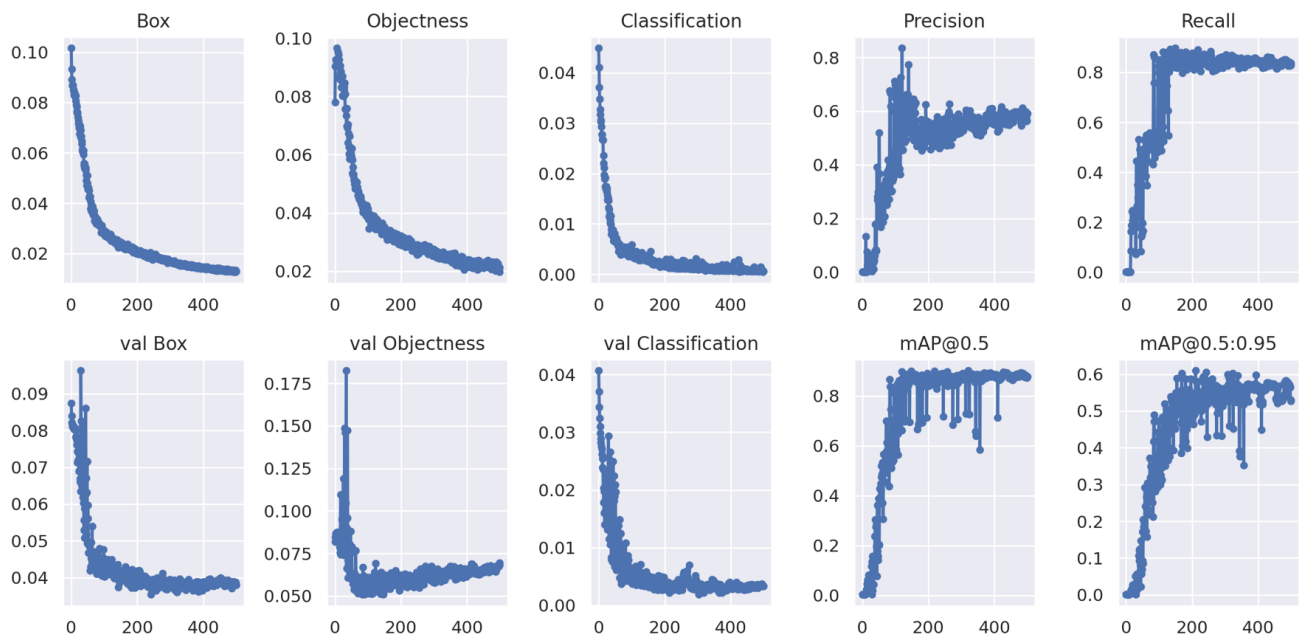 Box Objectness Classification Precision Recall
0.10 0.10 0.04 0.8 0.8
0.08 0.08 0.03 0.6 0.6
0.06 0.06 0.02 0.4 0.4
0.04 0.04 0.01 0.2 0.2
0.02 0.02 0.00 0.0 0.0
0 200 400 0 200 400 0 200 400 0 200 400 0 200 400
val Box val Objectness val Classification mAP@0.5 mAP@0.5:0.95
0.09 0.175 0.04 0.8 0.6
0.08 0.150 0.03 0.6 0.5
0.07 0.125 0.02 0.4 0.4
0.06 0.100 0.01 0.2 0.3
0.05 0.075 0.00 0.0 0.2
0.04 0.050 0.1
0.0
0 200 400 0 200 400 0 200 400 0 200 400 0 200 400